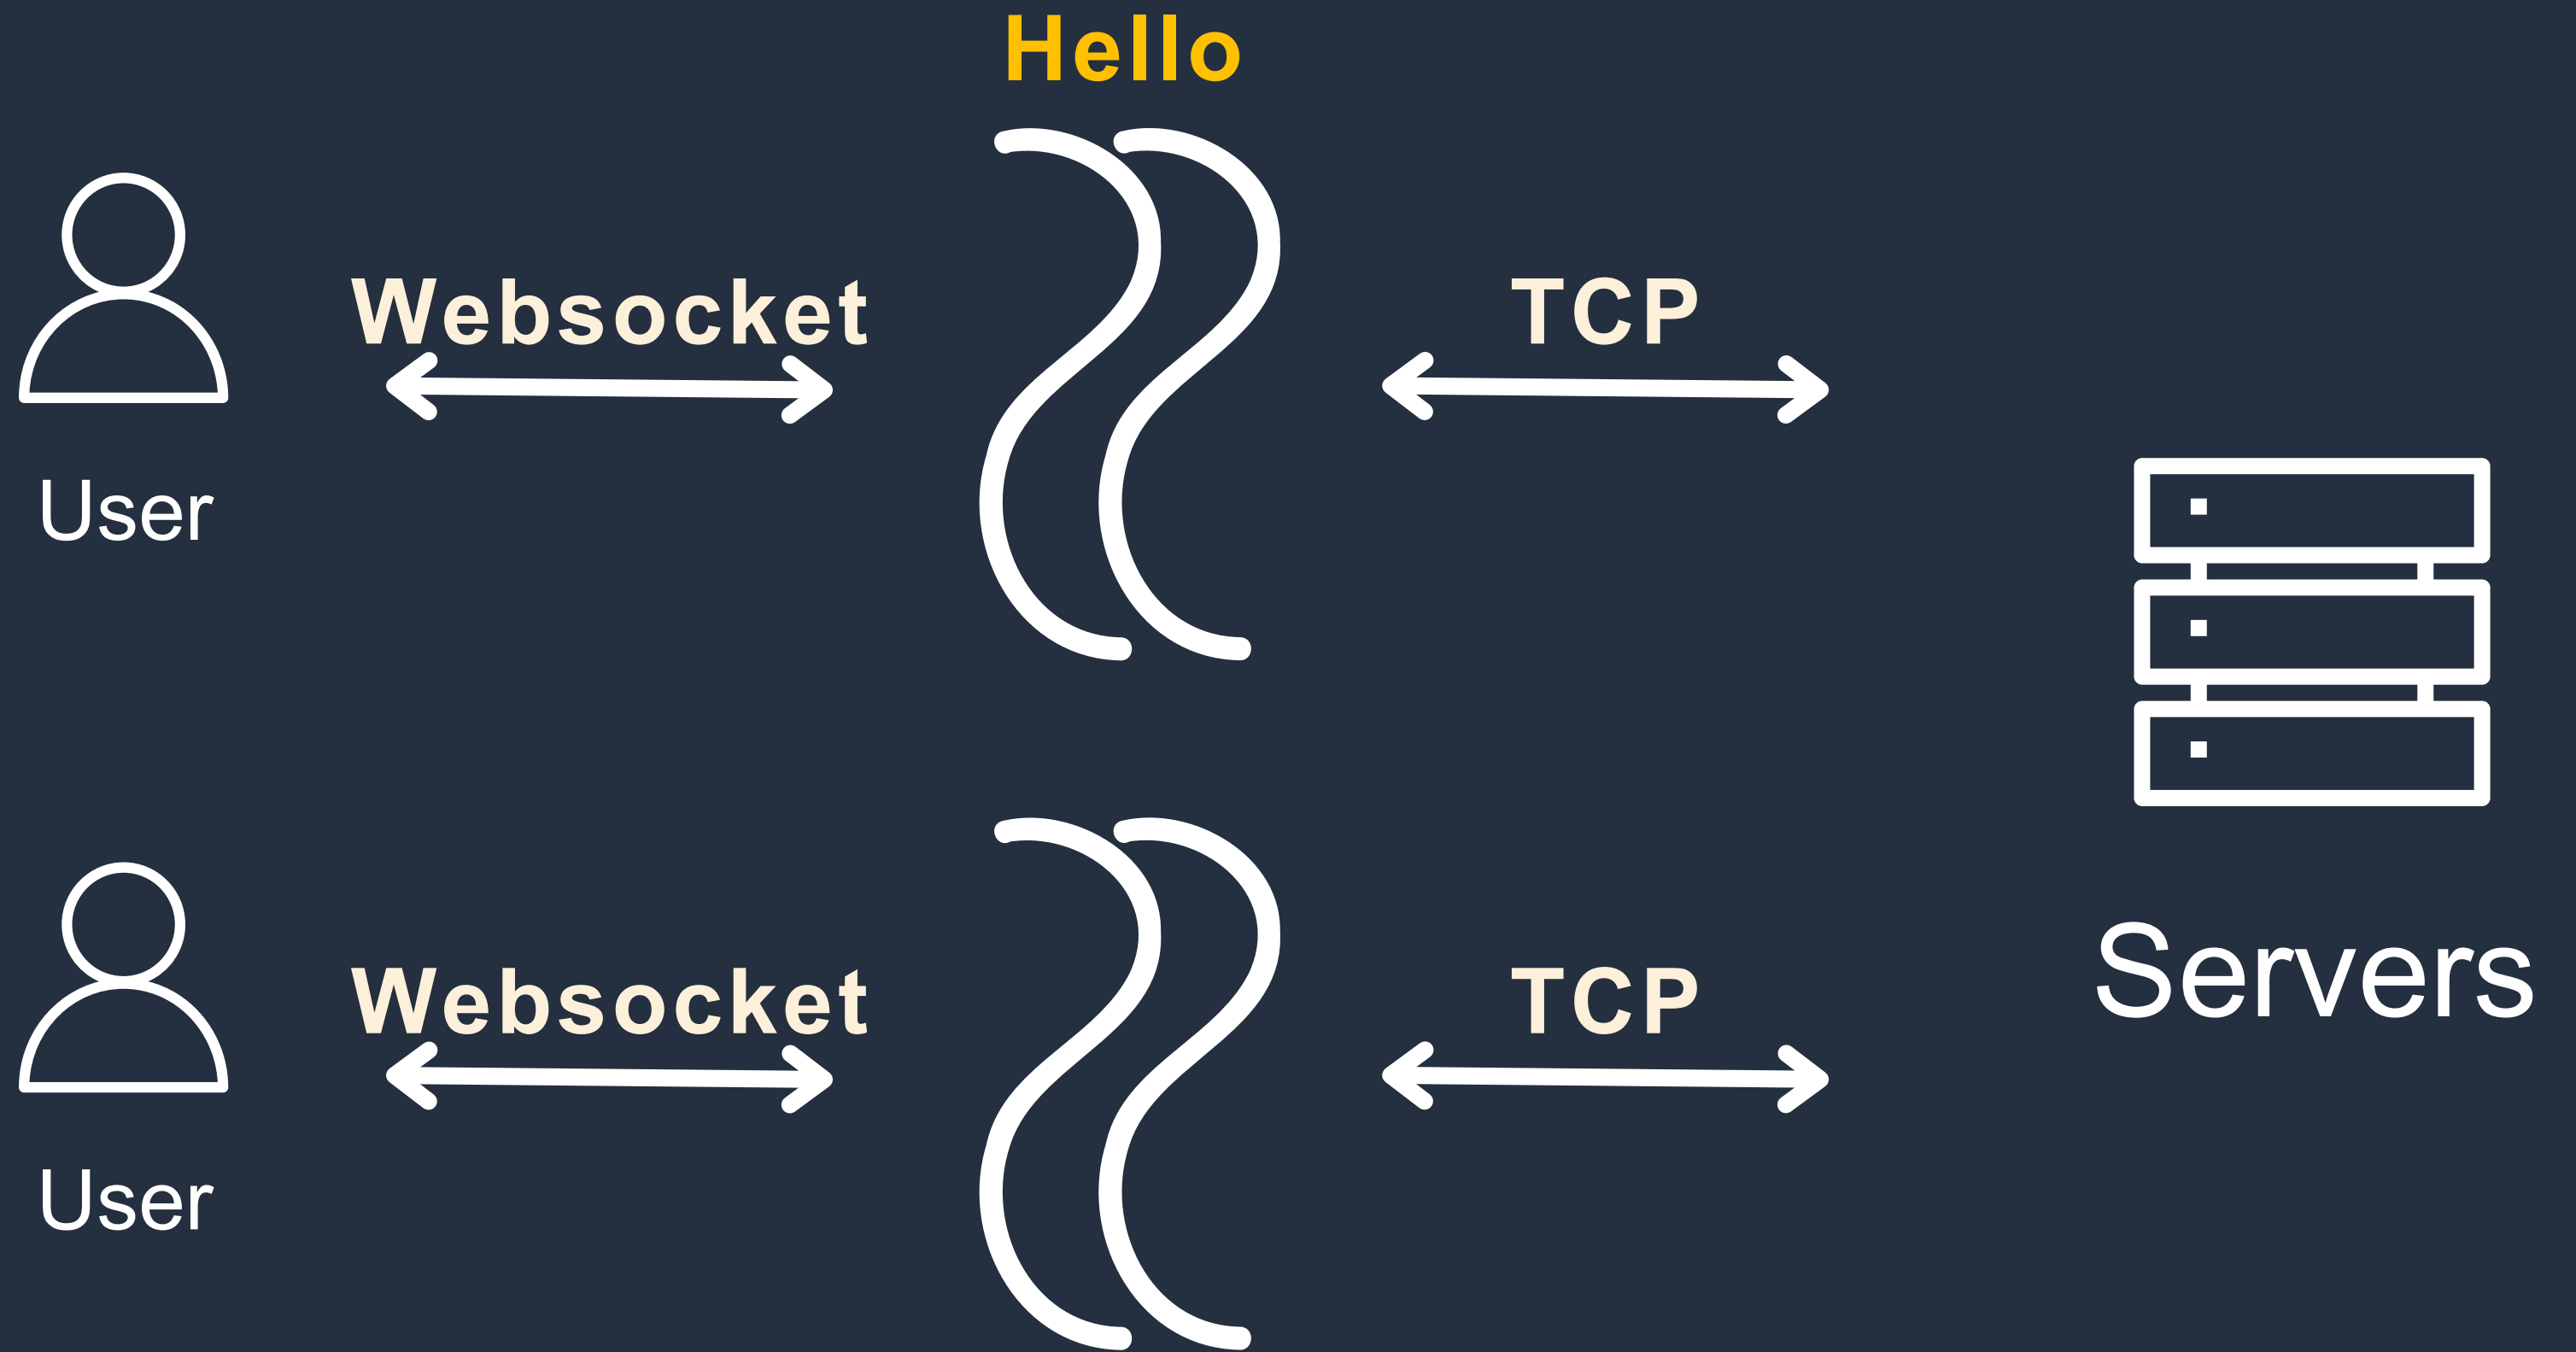 Hello
Websocket
TCP
User
Servers
Websocket
TCP
User